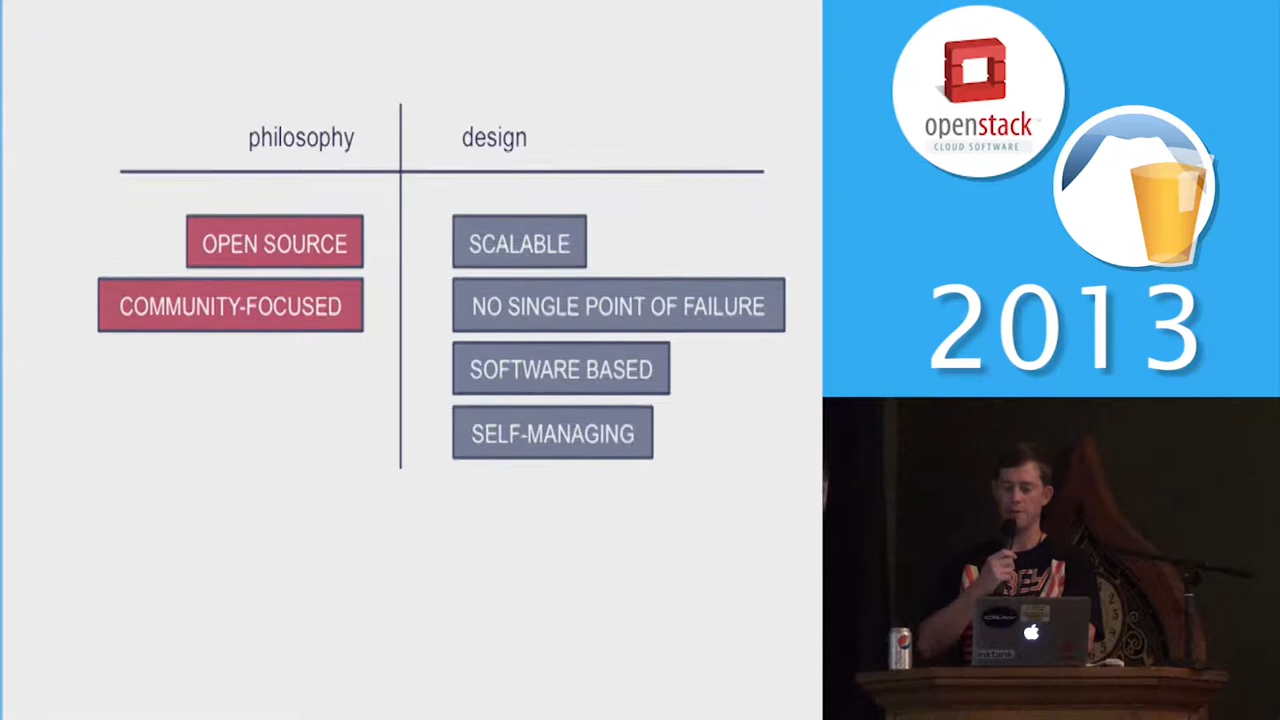 philosophy
design
OPEN SOURCE
COMMUNITY-FOCUSED
SCALABLE
NO SINGLE POINT OF FAILURE
SOFTWARE BASED
SELF-MANAGING
openstack
CLOUD SOFTWARE
2013
inktank